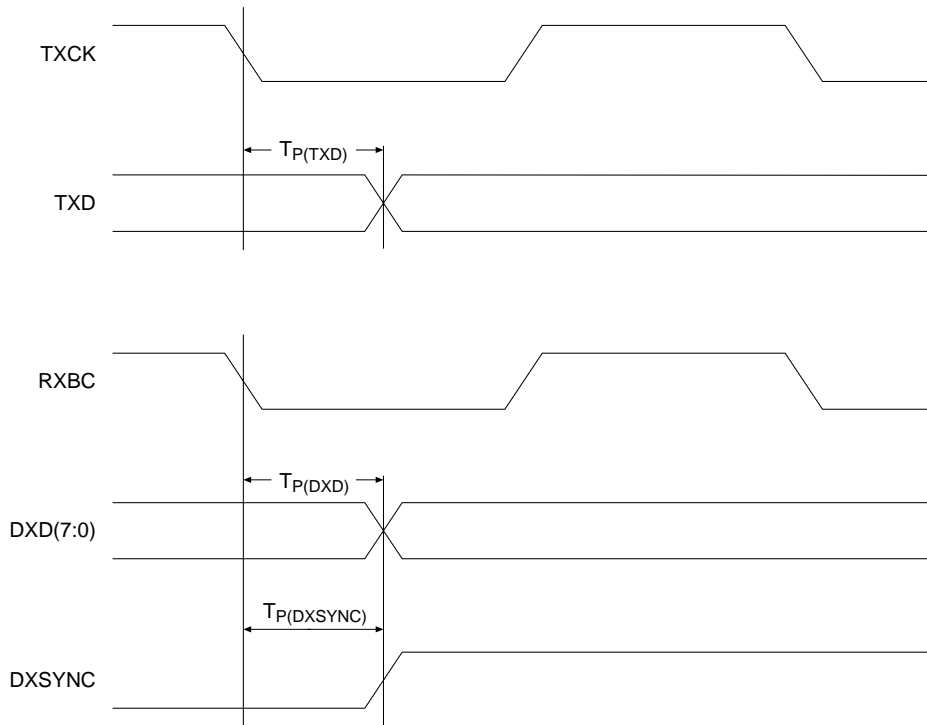 TXCK
TP(TXD)
TXD
RXBC
TP(DXD)
DXD(7:0)
TP(DXSYNC)
DXSYNC